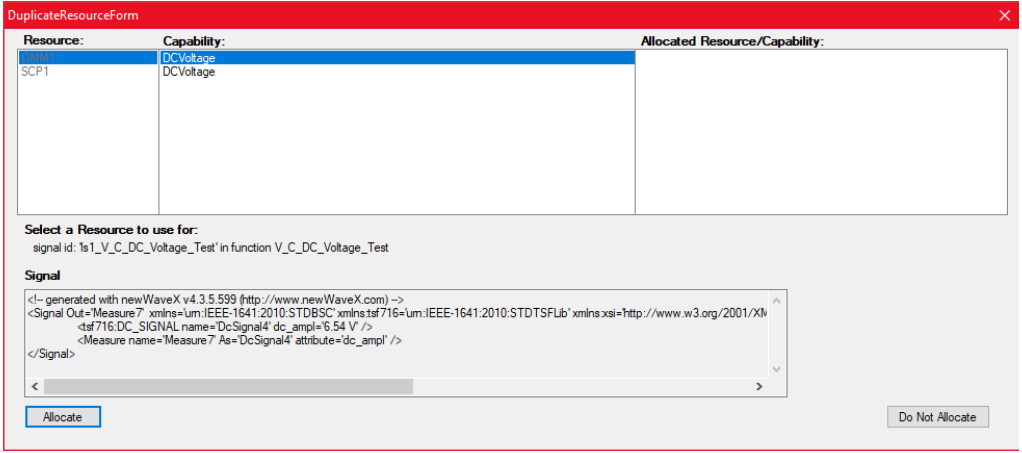 DuplicateResourceForm
Resource: Capability: Allocated Resource/Capability:
DMM1 DCVoltage
SCP1 DCVoltage
Select a Resource to use for:
signal id: 'ls1_V_C_DC_Voltage_Test' in function V_C_DC_Voltage_Test
Signal
<!-- generated with newWaveX v4.3.5.599 (http://www.newWaveX.com) -->
<Signal Out='Measure7' xmlns='urn:IEEE-1641:2010:STDBSC' xmlns:tsf716='urn:IEEE-1641:2010:STDTSFLib' xmlns:xsi='http://www.w3.org/2001/XM
<tsf716:DC_SIGNAL name='DcSignal4' dc_ampl='6.54 V' />
<Measure name='Measure7' As='DcSignal4' attribute='dc_ampl' />
</Signal>
Allocate Do Not Allocate